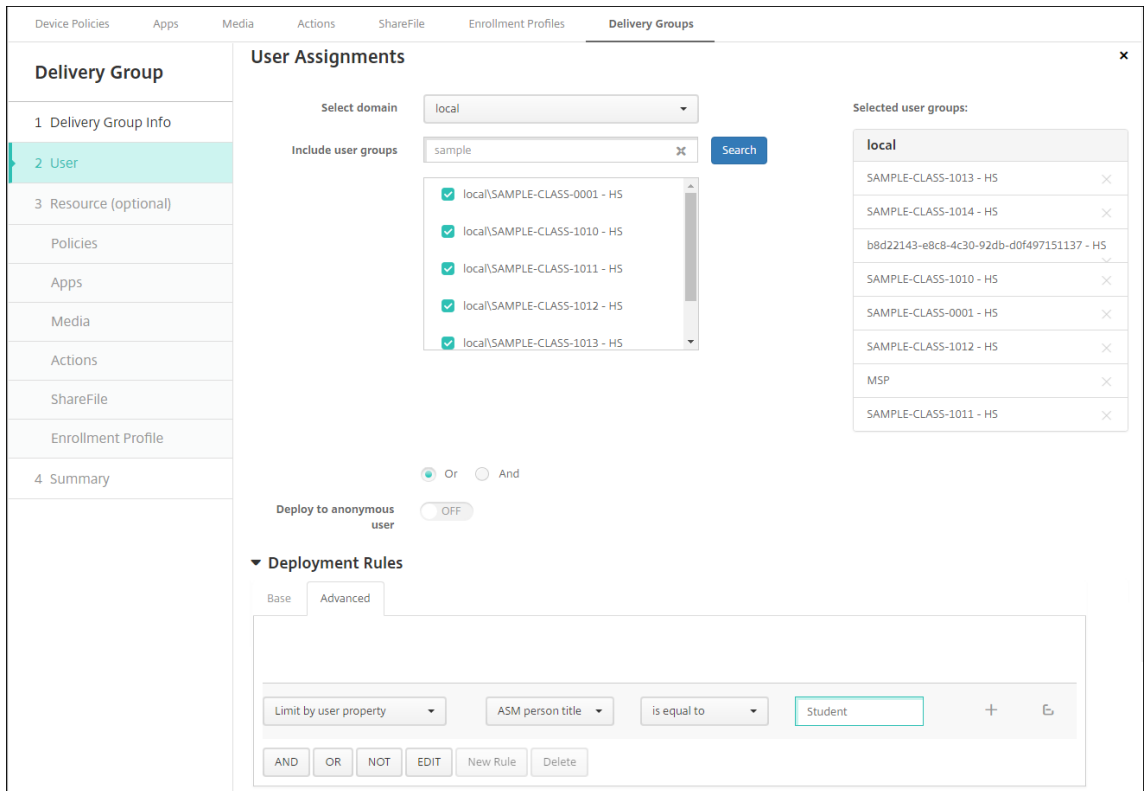 Device Policies Apps Media Actions ShareFile Enrollment Profiles Delivery Groups
Delivery Group
1 Delivery Group Info
2 User
3 Resource (optional)
Policies
Apps
Media
Actions
ShareFile
Enrollment Profile
4 Summary
User Assignments
Select domain local
Include user groups sample Search
local\SAMPLE-CLASS-0001 - HS
local\SAMPLE-CLASS-1010 - HS
local\SAMPLE-CLASS-1011 - HS
local\SAMPLE-CLASS-1012 - HS
local\SAMPLE-CLASS-1013 - HS
Selected user groups:
local
SAMPLE-CLASS-1013 - HS
SAMPLE-CLASS-1014 - HS
b8d22143-e8c8-4c30-92db-d0f497151137 - HS
SAMPLE-CLASS-1010 - HS
SAMPLE-CLASS-0001 - HS
SAMPLE-CLASS-1012 - HS
MSP
SAMPLE-CLASS-1011 - HS
Or And
Deploy to anonymous
user
OFF
Deployment Rules
Base Advanced
Limit by user property ASM person title is equal to Student
AND OR NOT EDIT New Rule Delete